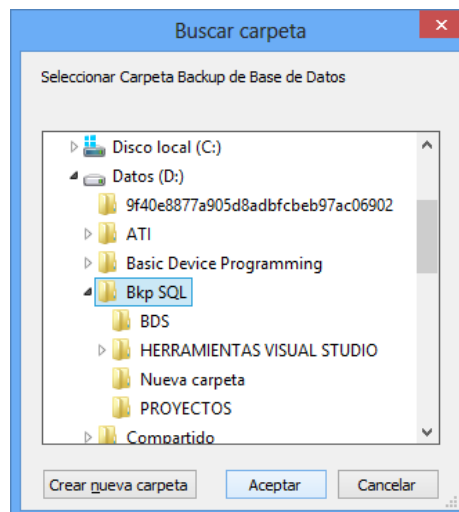 Buscar carpeta
Seleccionar Carpeta Backup de Base de Datos
Disco local (C:)
Datos (D:)
9f40e8877a905d8adbfcbeb97ac06902
ATI
Basic Device Programming
Bkp SQL
BDS
HERRAMIENTAS VISUAL STUDIO
Nueva carpeta
PROYECTOS
Compartido
Crear nueva carpeta Aceptar Cancelar